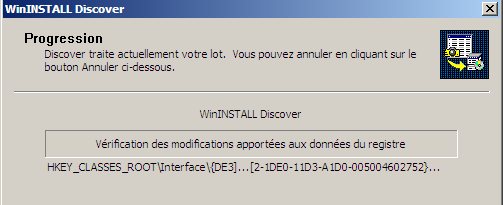 WinINSTALL Discover
Progression
Discover traite actuellement votre lot. Vous pouvez annuler en cliquant sur le
bouton Annuler ci-dessous.
WinINSTALL Discover
Vérification des modifications apportées aux données du registre
HKEY_CLASSES_ROOT\Interface\{DE3]...[2-1DE0-11D3-A1D0-005004602752}...